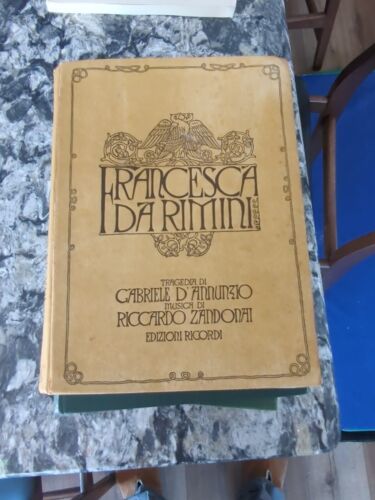 FRANCESCA
DA RIMINI
TRAGEDIA DI
GABRIELE D'ANNUNZIO
MUSICA DI
RICCARDO ZANDONAI
EDIZIONI RICORDI